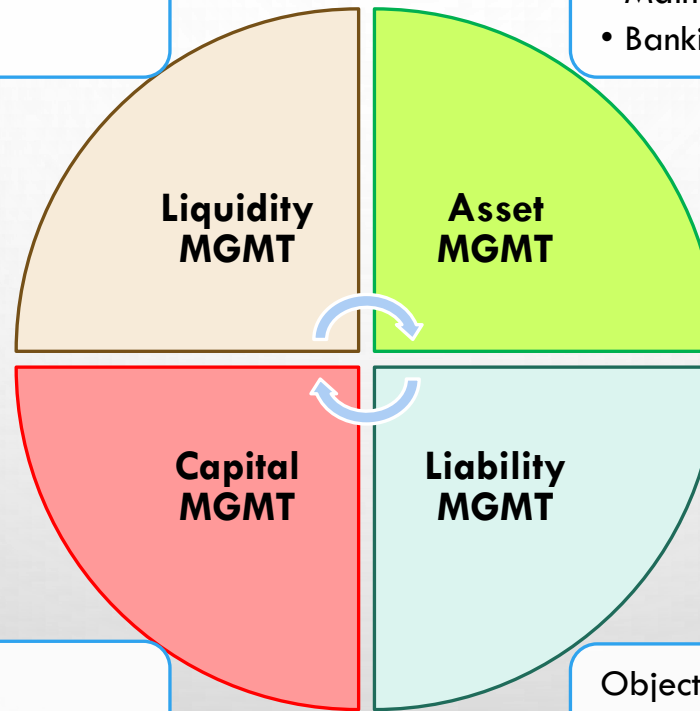 • Banki
Liquidity
MGMT
Asset
MGMT
Capital
MGMT
Liability
MGMT
Object